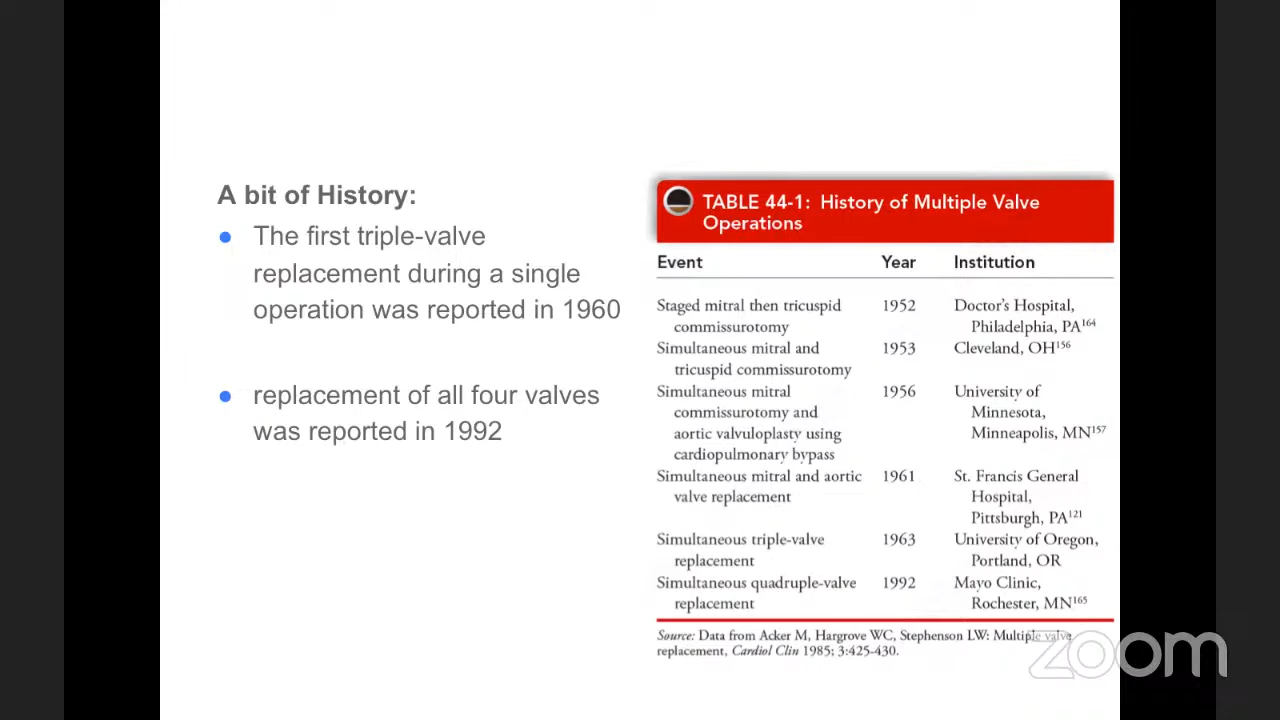 A bit of History:
● The first triple-valve
replacement during a single
operation was reported in 1960
● replacement of all four valves
was reported in 1992
TABLE 44-1: History of Multiple Valve
Operations
Event Year Institution
Staged mitral then tricuspid 1952 Doctor's Hospital,
commissurotomy Philadelphia, PA164
Simultaneous mitral and 1953 Cleveland, OH156
tricuspid commissurotomy
Simultaneous mitral 1956 University of
commissurotomy and Minnesota,
aortic valvuloplasty using Minneapolis, MN157
cardiopulmonary bypass
Simultaneous mitral and aortic 1961 St. Francis General
valve replacement Hospital,
Pittsburgh, PA121
Simultaneous triple-valve 1963 University of Oregon,
replacement Portland, OR
Simultaneous quadruple-valve 1992 Mayo Clinic,
replacement Rochester, MN165
Source: Data from Acker M, Hargrove WC, Stephenson LW: Multiple valve
replacement, Cardiol Clin 1985; 3:425-430.
zoom